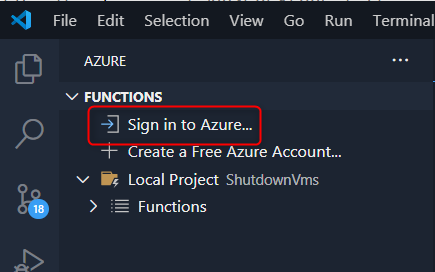 File Edit Selection View Go Run Terminal
AZURE
FUNCTIONS
Sign in to Azure...
Create a Free Azure Account...
Local Project ShutdownVms
18
Functions